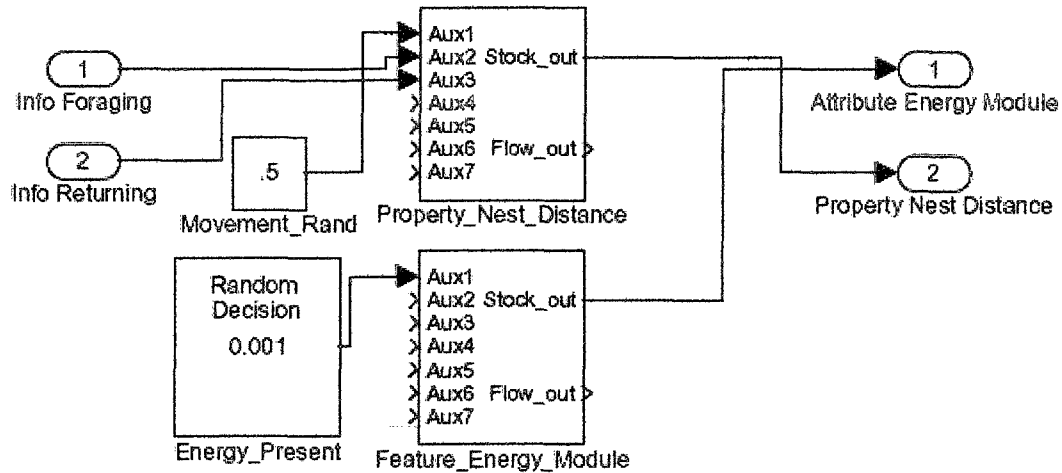 1
Info Foraging
2
Info Returning
.5
Movement_Rand
Aux1
Aux2 Stock_out
Aux3
Aux4
Aux5
Aux6 Flow_out
Aux7
Property_Nest_Distance
1
Attribute Energy Module
2
Property Nest Distance
Random
Decision
0.001
Energy_Present
Aux1
Aux2 Stock_out
Aux3
Aux4
Aux5
Aux6 Flow_out
Aux7
Feature_Energy_Module